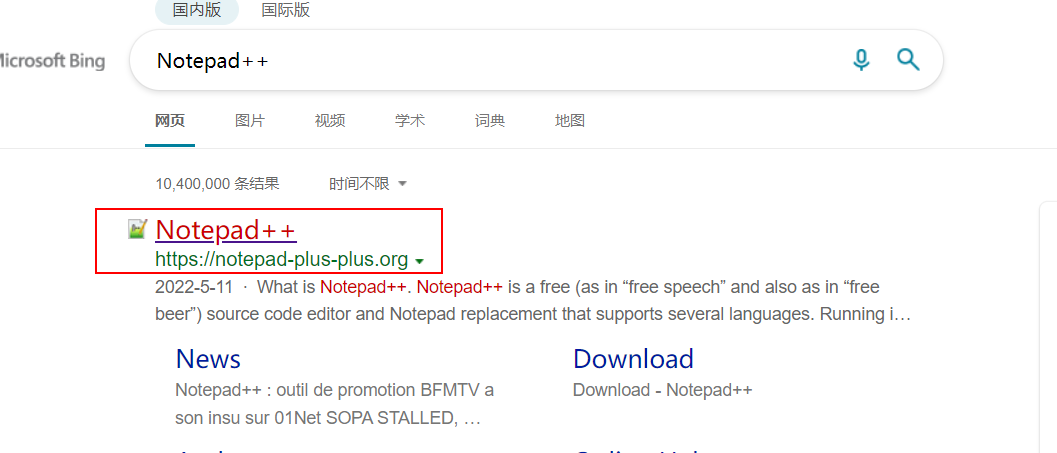 国内版 国际版
Microsoft Bing Notepad++
网页 图片 视频 学术 词典 地图
10,400,000 条结果 时间不限
Notepad++
https://notepad-plus-plus.org
2022-5-11 · What is Notepad++. Notepad++ is a free (as in “free speech” and also as in “free
beer”) source code editor and Notepad replacement that supports several languages. Running i…
News
Notepad++ : outil de promotion BFMTV a
son insu sur 01Net SOPA STALLED, …
Download
Download - Notepad++